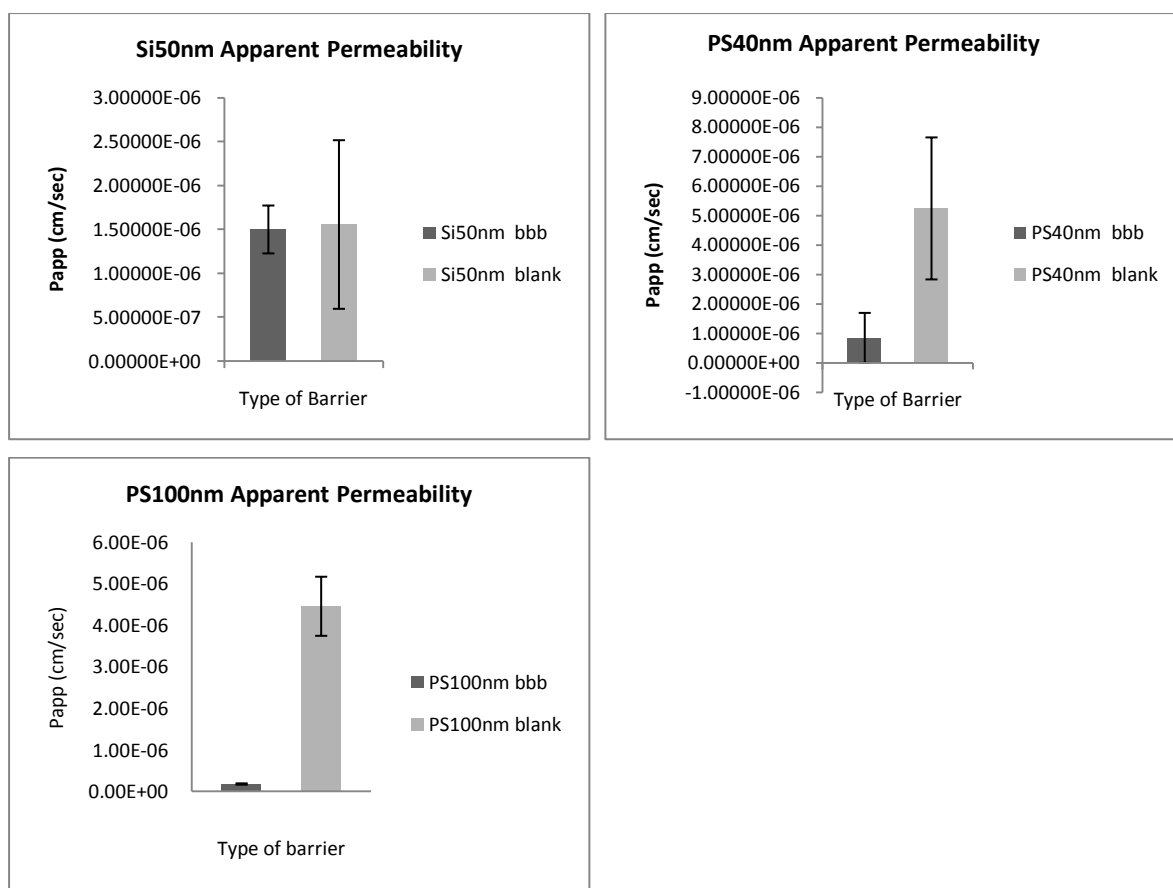 Si50nm Apparent Permeability
3.00000E-06
2.50000E-06
2.00000E-06
1.50000E-06
1.00000E-06
5.00000E-07
0.00000E+00
Papp (cm/sec)
Type of Barrier
Si50nm bbb
Si50nm blank
PS40nm Apparent Permeability
9.00000E-06
8.00000E-06
7.00000E-06
6.00000E-06
5.00000E-06
4.00000E-06
3.00000E-06
2.00000E-06
1.00000E-06
0.00000E+00
-1.00000E-06
Papp (cm/sec)
Type of Barrier
PS40nm bbb
PS40nm blank
PS100nm Apparent Permeability
6.00E-06
5.00E-06
4.00E-06
3.00E-06
2.00E-06
1.00E-06
0.00E+00
Papp (cm/sec)
Type of barrier
PS100nm bbb
PS100nm blank